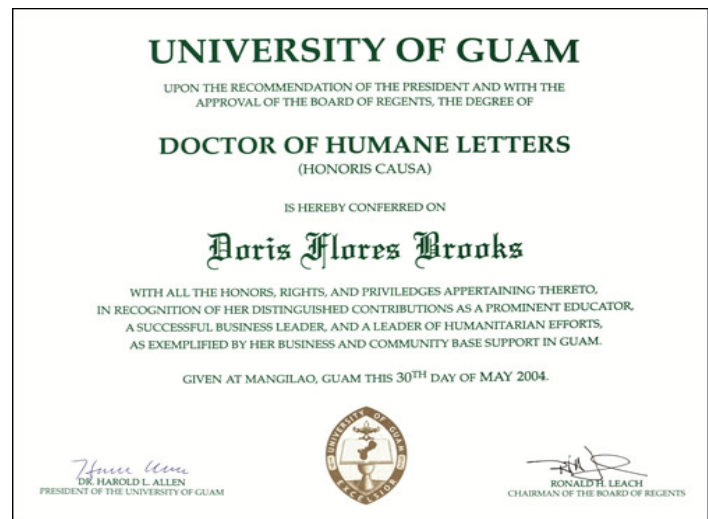 UNIVERSITY OF GUAM
UPON THE RECOMMENDATION OF THE PRESIDENT AND WITH THE
APPROVAL OF THE BOARD OF REGENTS, THE DEGREE OF
DOCTOR OF HUMANE LETTERS
(HONORIS CAUSA)
IS HEREBY CONFERRED ON
Doris Flores Brooks
WITH ALL THE HONORS, RIGHTS, AND PRIVILEDGES APPERTAINING THERETO,
IN RECOGNITION OF HER DISTINGUISHED CONTRIBUTIONS AS A PROMINENT EDUCATOR,
A SUCCESSFUL BUSINESS LEADER, AND A LEADER OF HUMANITARIAN EFFORTS,
AS EXEMPLIFIED BY HER BUSINESS AND COMMUNITY BASE SUPPORT IN GUAM.
GIVEN AT MANGILAO, GUAM THIS 30TH DAY OF MAY 2004.
UNIVERSITY OF GUAM
EXCELSIOR
DR. HAROLD L. ALLEN
PRESIDENT OF THE UNIVERSITY OF GUAM
RONALD H. LEACH
CHAIRMAN OF THE BOARD OF REGENTS